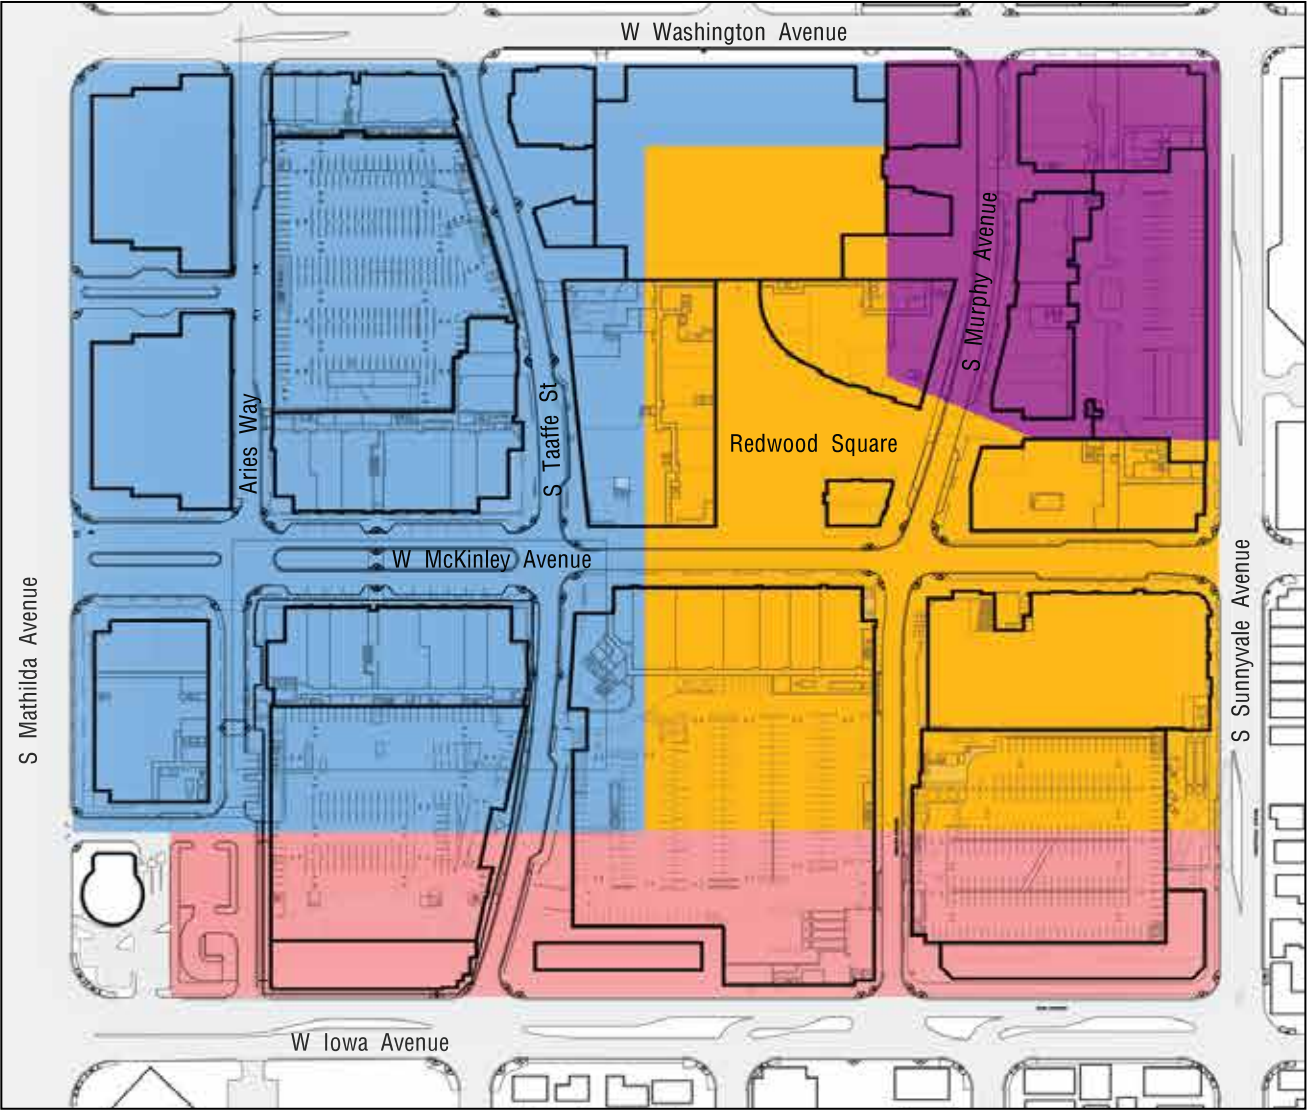 W Washington Avenue
S Murphy Avenue
Aries Way
S Taaffe St
Redwood Square
W McKinley Avenue
S Mathilda Avenue
S Sunnyvale Avenue
W Iowa Avenue